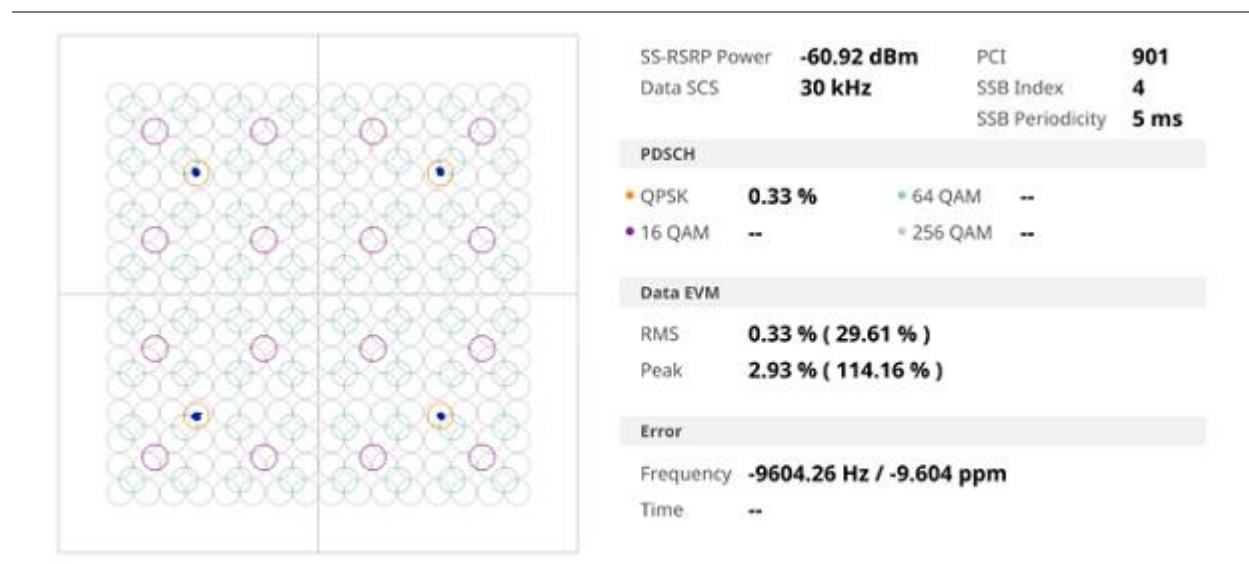 SS-RSRP Power -60.92 dBm PCI 901
Data SCS 30 kHz SSB Index 4
SSB Periodicity 5 ms
PDSCH
QPSK 0.33 % 64 QAM --
16 QAM -- 256 QAM --
Data EVM
RMS 0.33 % ( 29.61 % )
Peak 2.93 % ( 114.16 % )
Error
Frequency -9604.26 Hz / -9.604 ppm
Time --